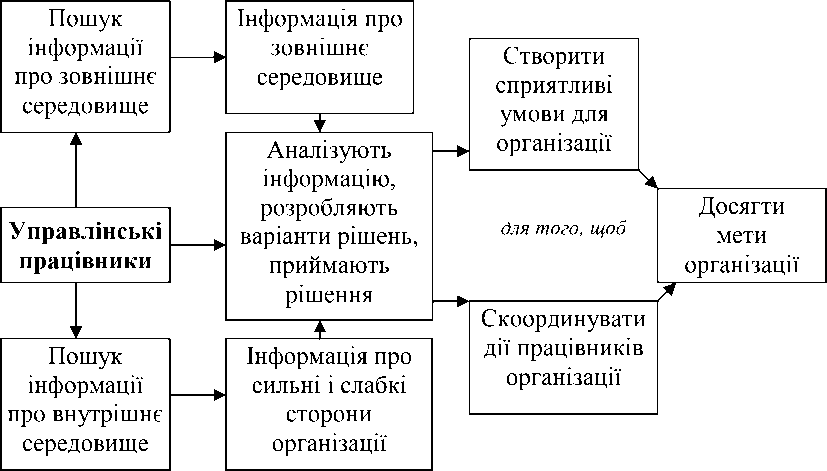 Пошук
інформації
про зовнішнє
середовище
Інформація про
зовнішнє
середовище
Створити
сприятливі
умови для
організації
Управлінські
працівники
Аналізують
інформацію,
розробляють
варіанти рішень,
приймають
рішення
для того, щоб
Досягти
мети
організації
Пошук
інформації
про внутрішнє
середовище
Інформація про
сильні і слабкі
сторони
організації
Скоординувати
дії працівників
організації